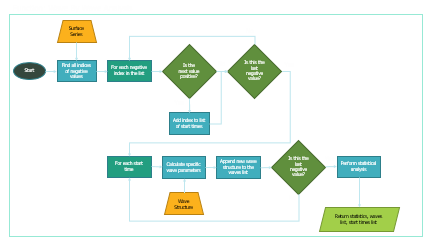 Surface
Series
Start
Find all indices
of negative
values
For each negative
index in the list
Is the
next value
positive?
Is this the
last
negative
value?
Add index to list
of start times
For each start
time
Calculate specific
wave parameters
Append new wave
structure to the
waves list
Is this the
last
negative
value?
Perform statistical
analysis
Wave
Structure
Return statistics, waves
list, start times list